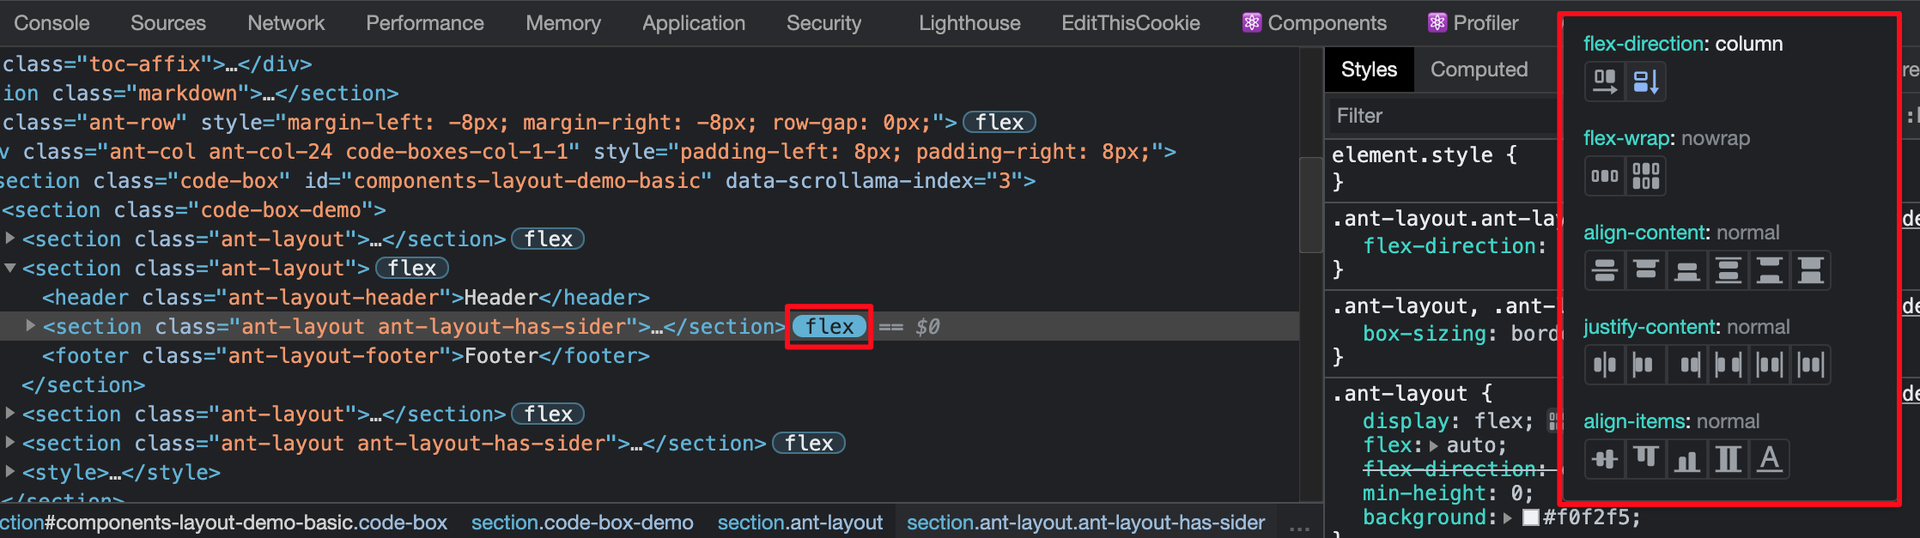 Console Sources Network Performance Memory Application Security Lighthouse EditThisCookie Components Profiler
class="toc-affix">…</div>
ion class="markdown">…</section>
class="ant-row" style="margin-left: -8px; margin-right: -8px; row-gap: 0px;"> flex
v class="ant-col ant-col-24 code-boxes-col-1-1" style="padding-left: 8px; padding-right: 8px;">
section class="code-box" id="components-layout-demo-basic" data-scrollama-index="3">
<section class="code-box-demo">
<section class="ant-layout">…</section> flex
<section class="ant-layout"> flex
<header class="ant-layout-header">Header</header>
<section class="ant-layout ant-layout-has-sider">…</section> flex == $0
<footer class="ant-layout-footer">Footer</footer>
</section>
<section class="ant-layout">…</section> flex
<section class="ant-layout ant-layout-has-sider">…</section> flex
<style>…</style>
</section>
ction#components-layout-demo-basic.code-box section.code-box-demo section.ant-layout section.ant-layout.ant-layout-has-sider ...
Styles Computed
Filter
element.style {
}
.ant-layout.ant-lay
flex-direction:
}
.ant-layout, .ant-l
box-sizing: bord
}
.ant-layout {
display: flex;
flex: auto;
flex-direction:
min-height: 0;
background: #f0f2f5;
flex-direction: column
flex-wrap: nowrap
align-content: normal
justify-content: normal
align-items: normal
A